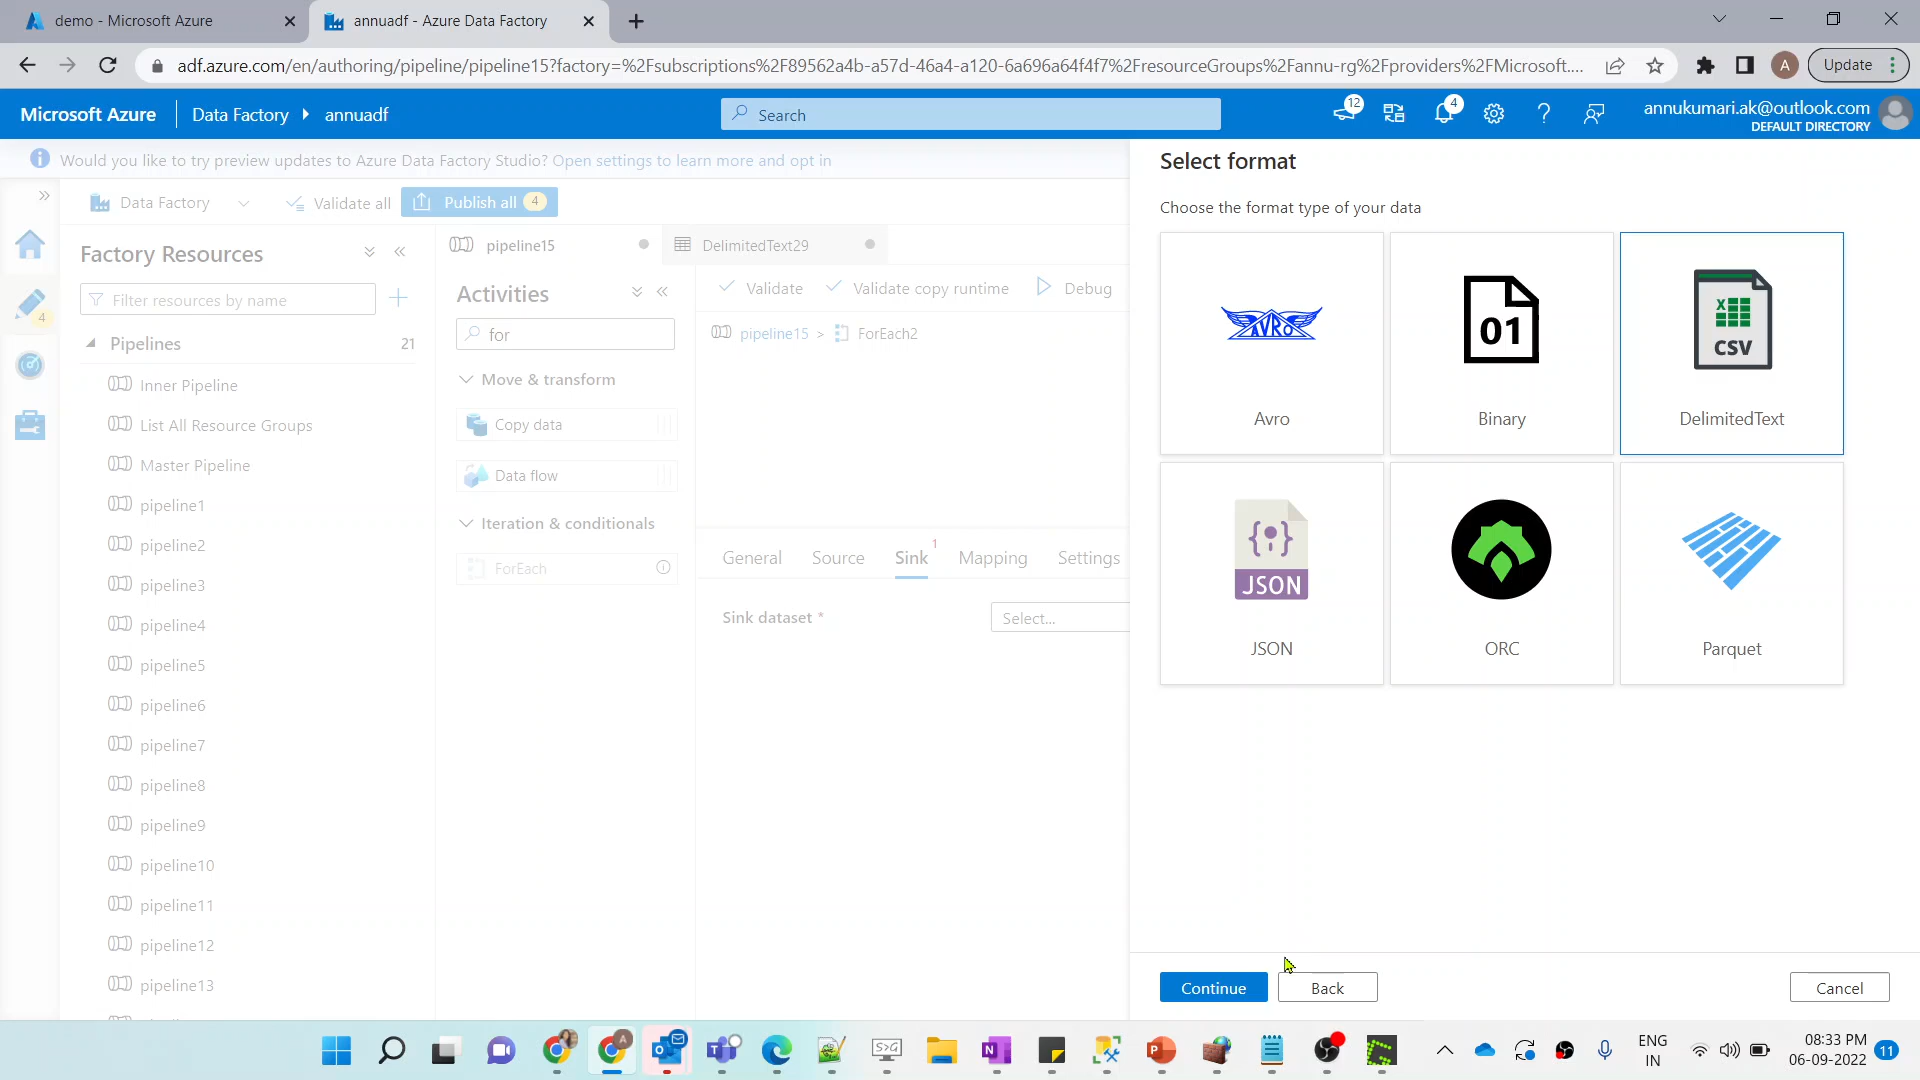 demo - Microsoft Azure
annuadf - Azure Data Factory
adf.azure.com/en/authoring/pipeline/pipeline15?factory=%2Fsubscriptions%2F89562a4b-a57d-46a4-a120-6a696a64f4f7%2FresourceGroups%2Fannu-rg%2Fproviders%2FMicrosoft....
A
Update
Microsoft Azure
Data Factory
annuadf
Search
12
4
annukumari.ak@outlook.com
DEFAULT DIRECTORY
Would you like to try preview updates to Azure Data Factory Studio? Open settings to learn more and opt in
Data Factory
Validate all
Publish all 4
Factory Resources
Filter resources by name
4
Pipelines 21
Inner Pipeline
List All Resource Groups
Master Pipeline
pipeline1
pipeline2
pipeline3
pipeline4
pipeline5
pipeline6
pipeline7
pipeline8
pipeline9
pipeline10
pipeline11
pipeline12
pipeline13
pipeline15
DelimitedText29
Activities
for
Move & transform
Copy data
Data flow
Iteration & conditionals
ForEach
Validate
Validate copy runtime
Debug
pipeline15 > ForEach2
General
Source
Sink 1
Mapping
Settings
Sink dataset *
Select...
Select format
Choose the format type of your data
AVRO
Avro
01
Binary
CSV
DelimitedText
JSON
JSON
ORC
Parquet
Continue
Back
Cancel
ENG
IN
08:33 PM
06-09-2022
11